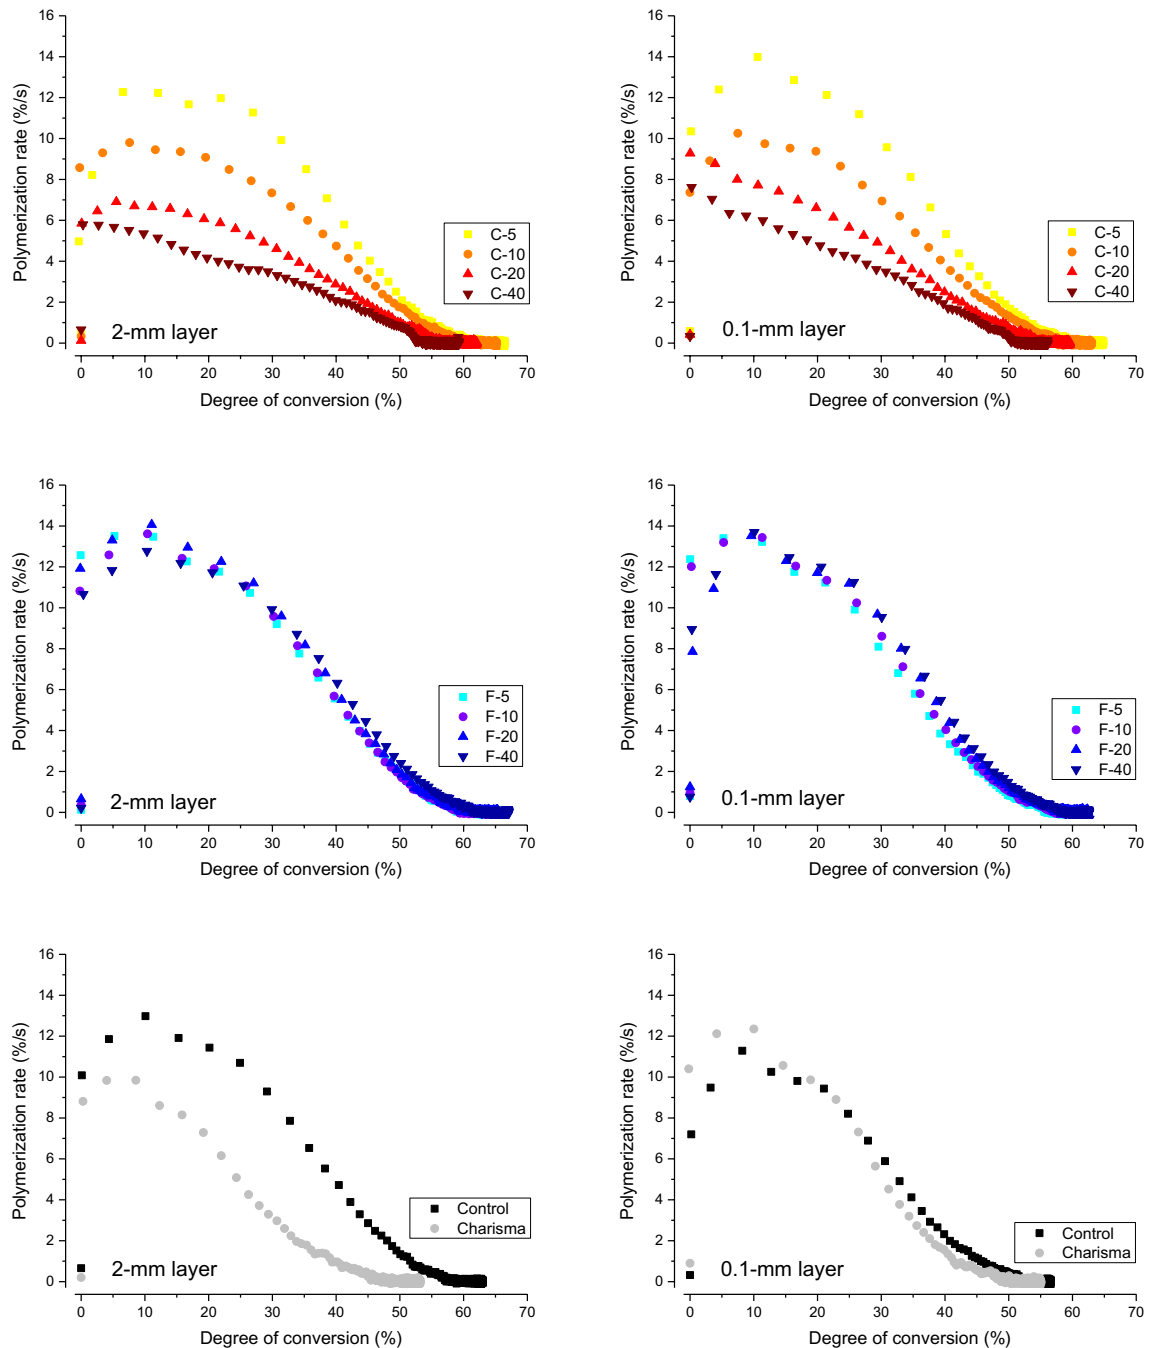 16
14
12
10
8
6
4
2
0
Polymerization rate (%/s)
C-5
C-10
C-20
C-40
2-mm layer
0 10 20 30 40 50 60 70
Degree of conversion (%)
16
14
12
10
8
6
4
2
0
Polymerization rate (%/s)
C-5
C-10
C-20
C-40
0.1-mm layer
0 10 20 30 40 50 60 70
Degree of conversion (%)
16
14
12
10
8
6
4
2
0
Polymerization rate (%/s)
F-5
F-10
F-20
F-40
2-mm layer
0 10 20 30 40 50 60 70
Degree of conversion (%)
16
14
12
10
8
6
4
2
0
Polymerization rate (%/s)
F-5
F-10
F-20
F-40
0.1-mm layer
0 10 20 30 40 50 60 70
Degree of conversion (%)
16
14
12
10
8
6
4
2
0
Polymerization rate (%/s)
Control
Charisma
2-mm layer
0 10 20 30 40 50 60 70
Degree of conversion (%)
16
14
12
10
8
6
4
2
0
Polymerization rate (%/s)
Control
Charisma
0.1-mm layer
0 10 20 30 40 50 60 70
Degree of conversion (%)